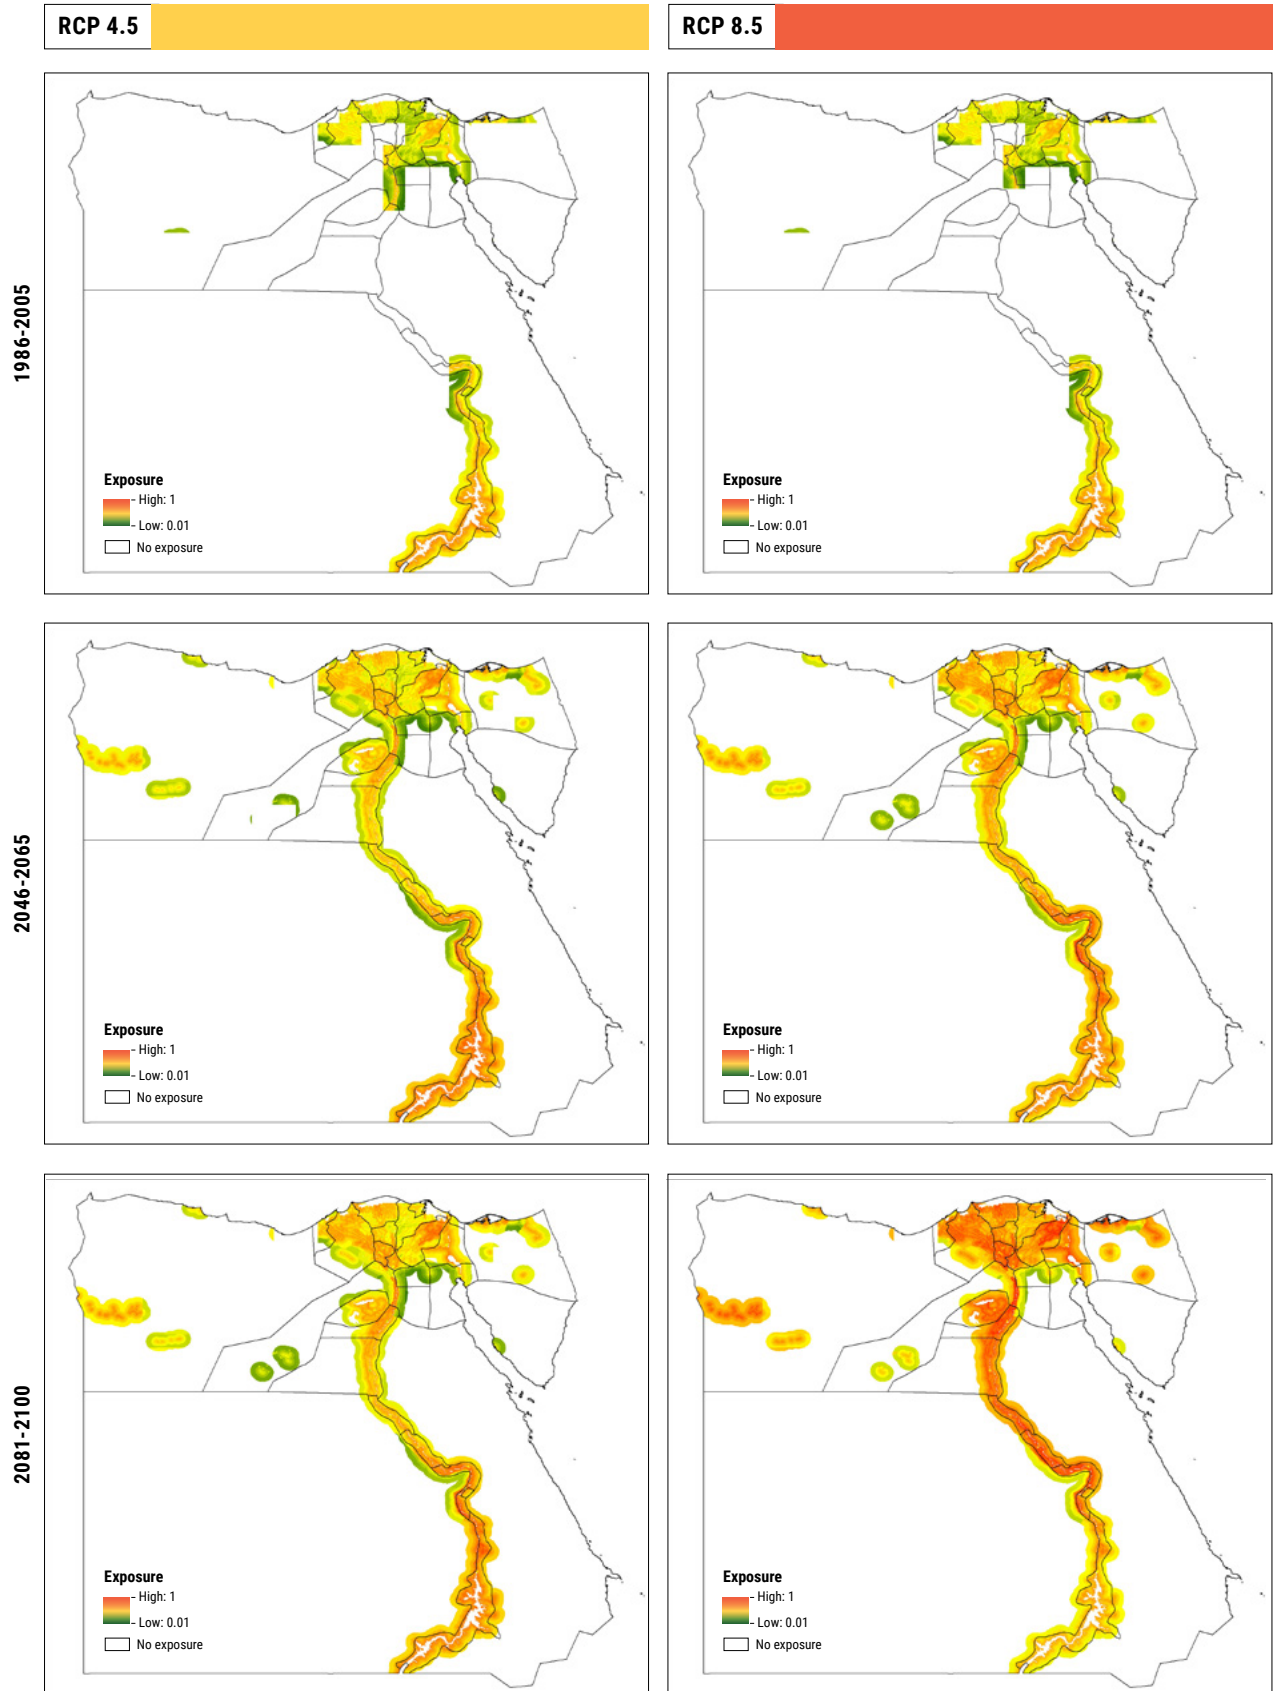 RCP 4.5
RCP 8.5
1986-2005
Exposure
High: 1
Low: 0.01
No exposure
Exposure
High: 1
Low: 0.01
No exposure
2046-2065
Exposure
High: 1
Low: 0.01
No exposure
Exposure
High: 1
Low: 0.01
No exposure
2081-2100
Exposure
High: 1
Low: 0.01
No exposure
Exposure
High: 1
Low: 0.01
No exposure